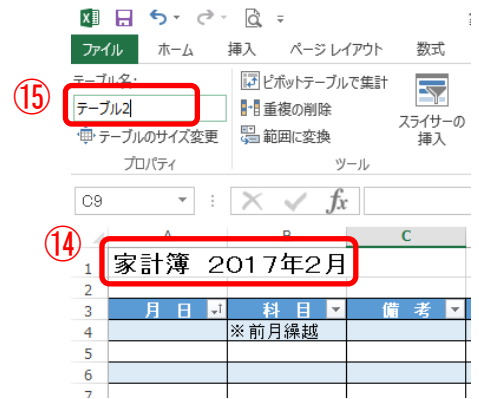 ファイル ホーム 挿入 ページ レイアウト 数式
テーブル名:
⑮ テーブル2
テーブルのサイズ変更
プロパティ
ピボットテーブルで集計
重複の削除
範囲に変換
ツール
スライサーの
挿入
C9 fx
A B C
⑭
1 家計簿 2017年2月
2
3 月 日 科 目 備 考
4 ※前月繰越
5
6
7